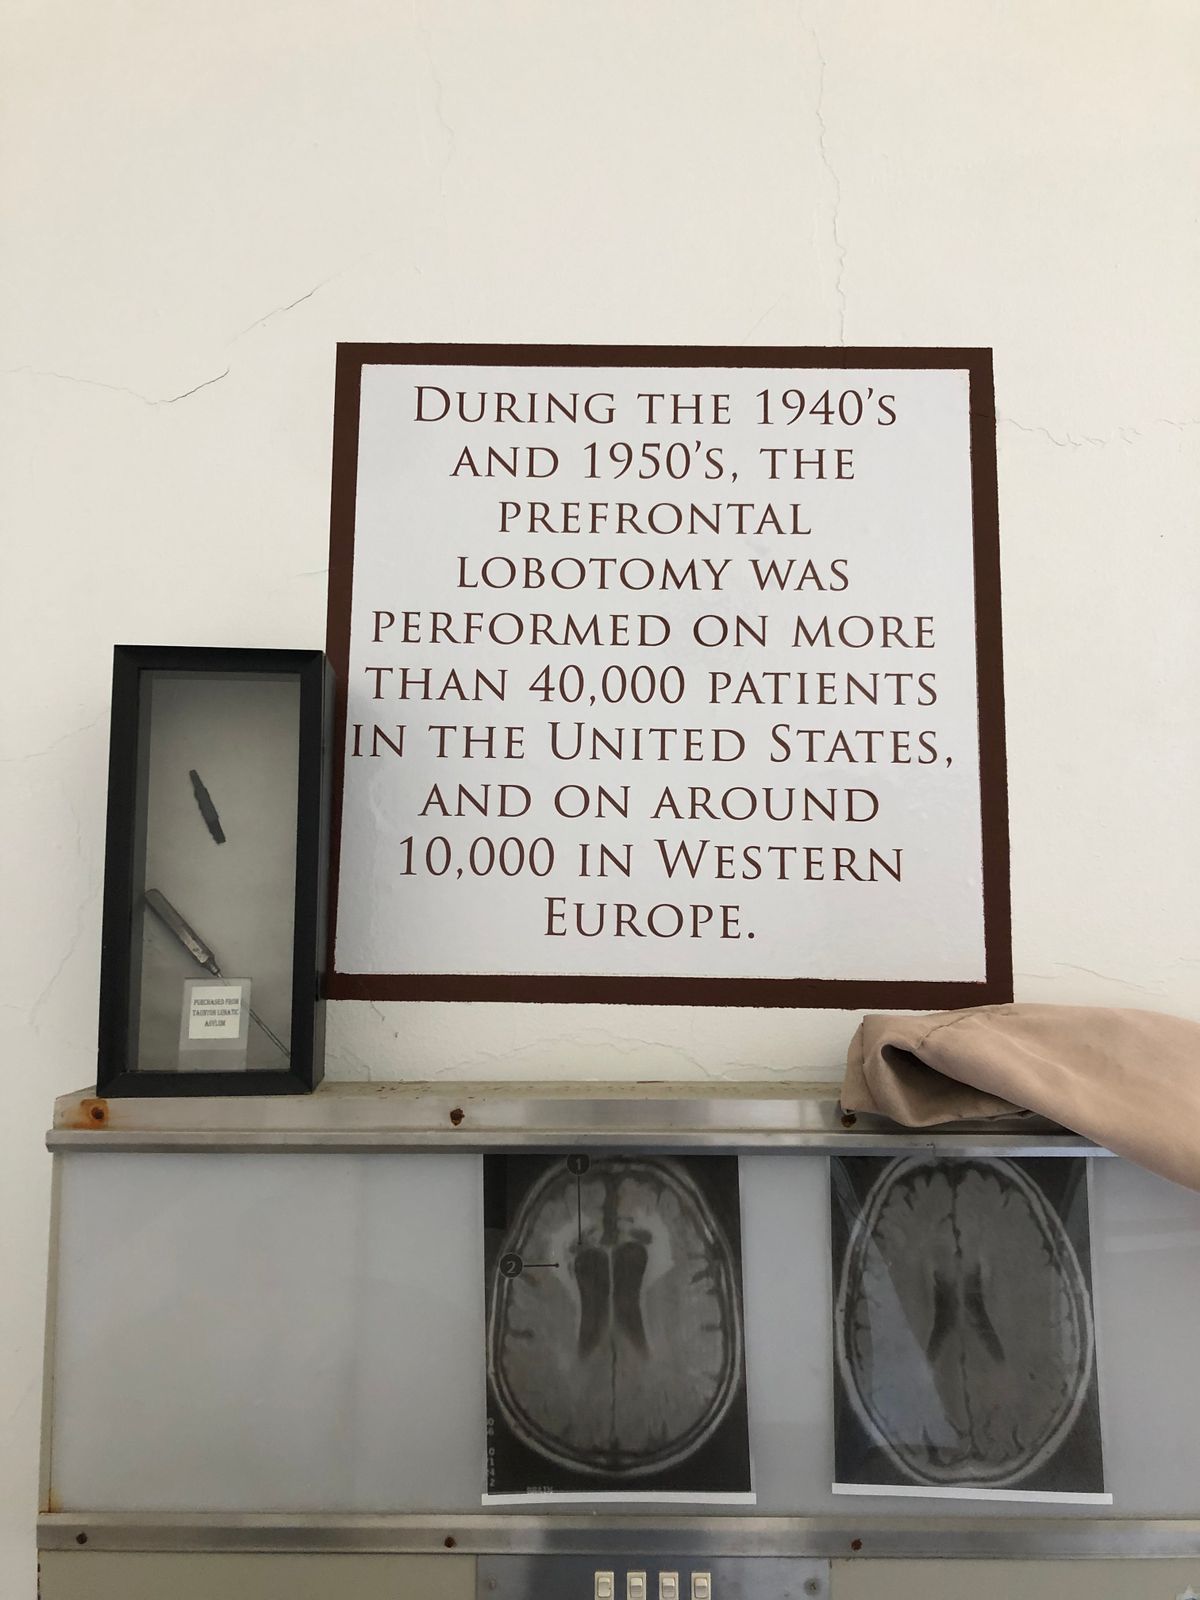 During the 1940's
and 1950's, the
prefrontal
lobotomy was
performed on more
than 40,000 patients
in the United States,
and on around
10,000 in Western
Europe.
PURCHASED FROM
TAUNTON LUNATIC
ASYLUM
1
2